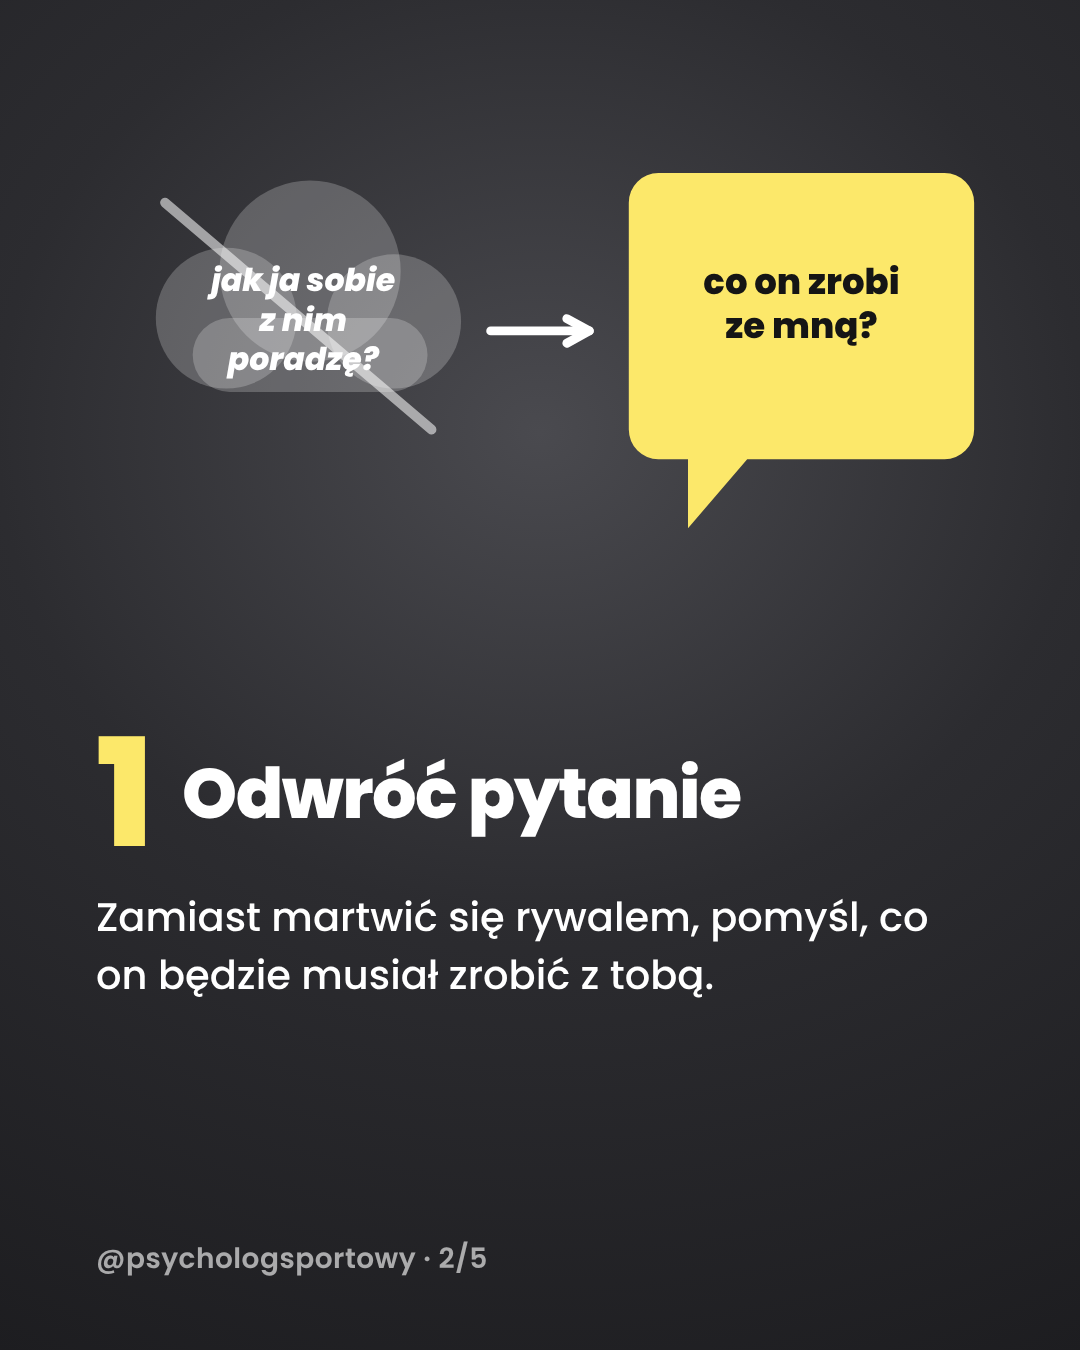 jak ja sobie
z nim
poradzę?
co on zrobi
ze mną?
1 Odwróć pytanie
Zamiast martwić się rywalem, pomyśl, co
on będzie musiał zrobić z tobą.
@psychologsportowy · 2/5